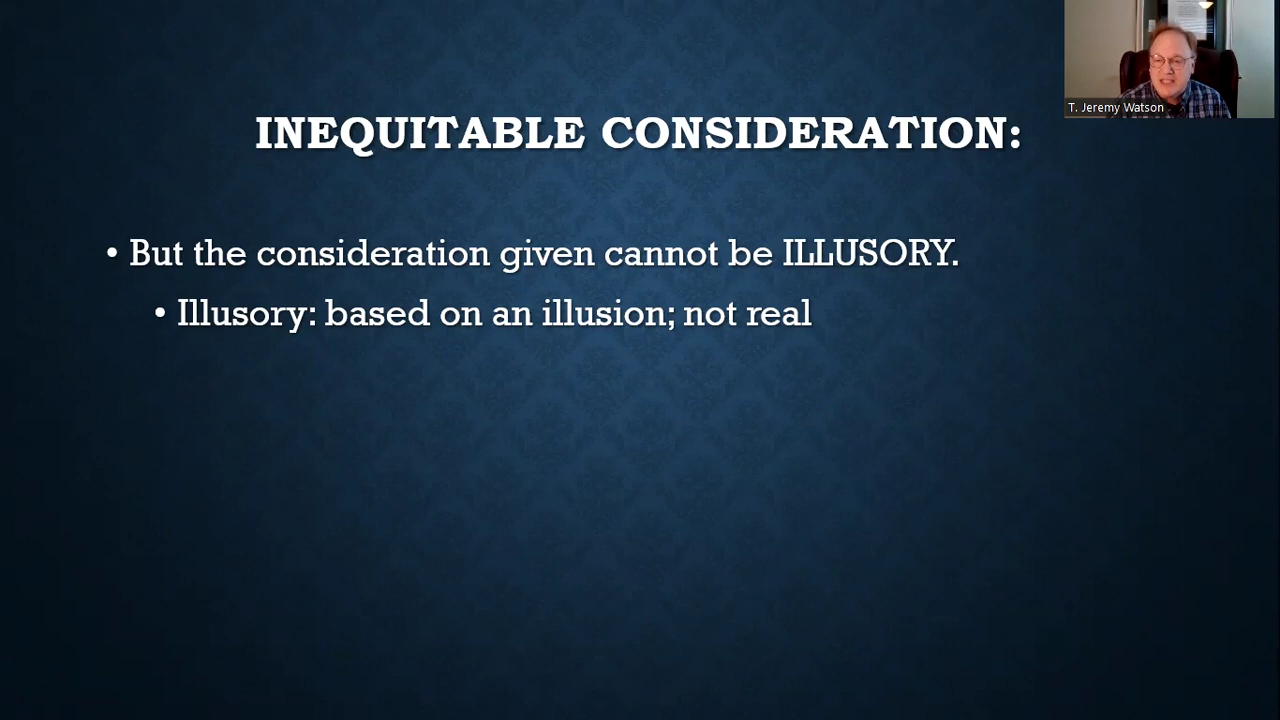 T. Jeremy Watson
INEQUITABLE CONSIDERATION:
• But the consideration given cannot be ILLUSORY.
• Illusory: based on an illusion; not real